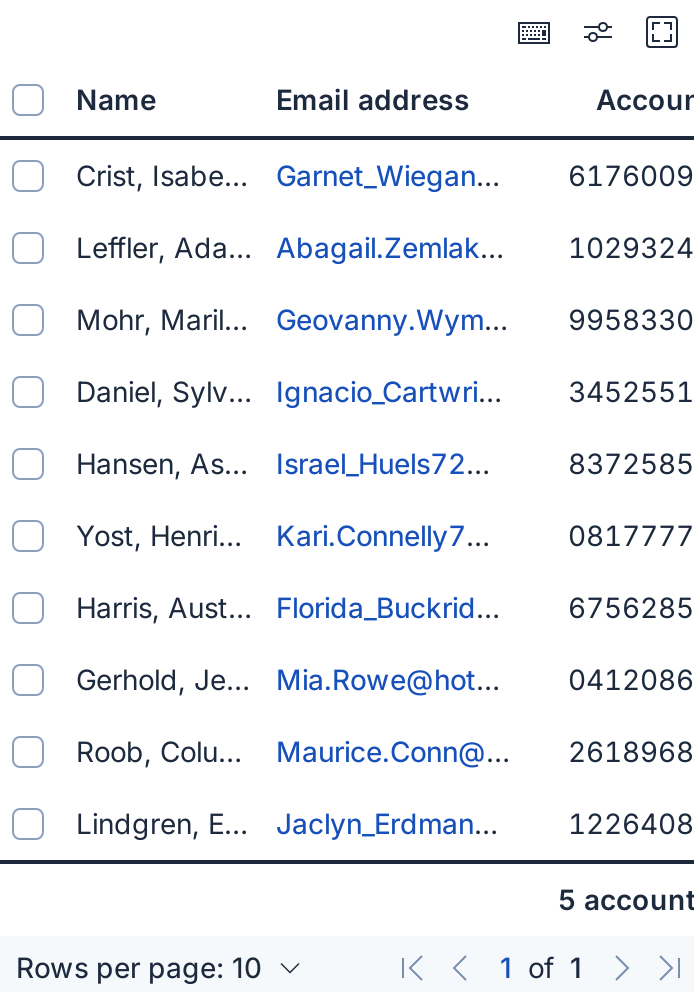 Name Email address Accoun
Crist, Isabe... Garnet_Wiegan... 6176009
Leffler, Ada... Abagail.Zemlak... 1029324
Mohr, Maril... Geovanny.Wym... 9958330
Daniel, Sylv... Ignacio_Cartwri... 3452551
Hansen, As... Israel_Huels72... 8372585
Yost, Henri... Kari.Connelly7... 0817777
Harris, Aust... Florida_Buckrid... 6756285
Gerhold, Je... Mia.Rowe@hot... 0412086
Roob, Colu... Maurice.Conn@... 2618968
Lindgren, E... Jaclyn_Erdman... 1226408
5 account
Rows per page: 10 1 of 1